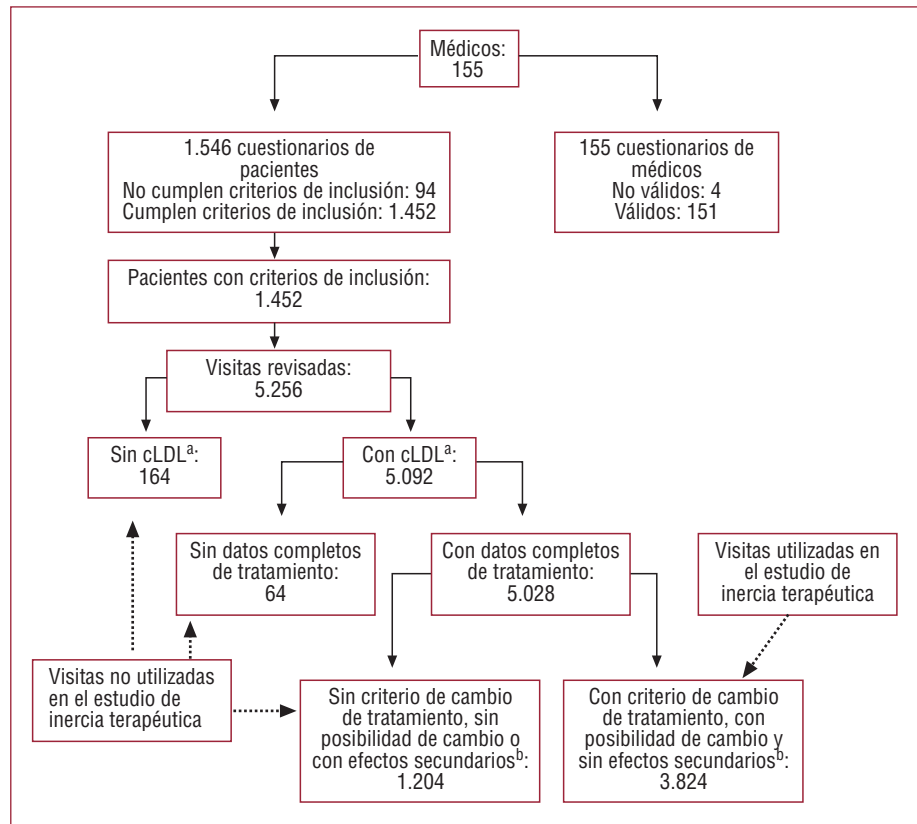 Médicos:
155
1.546 cuestionarios de
pacientes
No cumplen criterios de inclusión: 94
Cumplen criterios de inclusión: 1.452
155 cuestionarios de
médicos
No válidos: 4
Válidos: 151
Pacientes con criterios de inclusión:
1.452
Visitas revisadas:
5.256
Sin cLDLa:
164
Con cLDLa:
5.092
Sin datos completos
de tratamiento:
64
Con datos completos
de tratamiento:
5.028
Visitas utilizadas en
el estudio de
inercia terapéutica
Visitas no utilizadas
en el estudio de
inercia terapéutica
Sin criterio de cambio
de tratamiento, sin
posibilidad de cambio o
con efectos secundariosb:
1.204
Con criterio de cambio
de tratamiento, con
posibilidad de cambio y
sin efectos secundariosb:
3.824